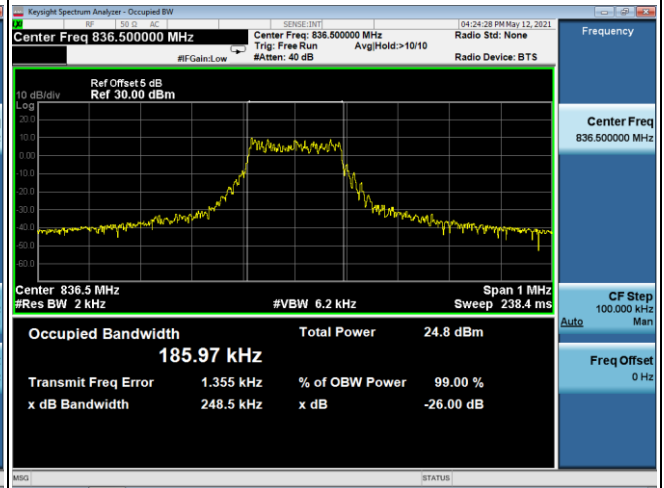 Keysight Spectrum Analyzer - Occupied BW
RF 50 Ω AC SENSE:INT 04:24:28 PM May 12, 2021
Center Freq 836.500000 MHz
Center Freq: 836.500000 MHz Radio Std: None
Trig: Free Run Avg|Hold:>10/10
#IFGain:Low #Atten: 40 dB Radio Device: BTS
Ref Offset 5 dB
10 dB/div Ref 30.00 dBm
Log
20.0
10.0
0.00
-10.0
-20.0
-30.0
-40.0
-50.0
-60.0
Center 836.5 MHz Span 1 MHz
#Res BW 2 kHz #VBW 6.2 kHz Sweep 238.4 ms
Occupied Bandwidth Total Power 24.8 dBm
185.97 kHz
Transmit Freq Error 1.355 kHz % of OBW Power 99.00 %
x dB Bandwidth 248.5 kHz x dB -26.00 dB
MSG STATUS
Frequency
Center Freq
836.500000 MHz
CF Step
100.000 kHz
Auto Man
Freq Offset
0 Hz